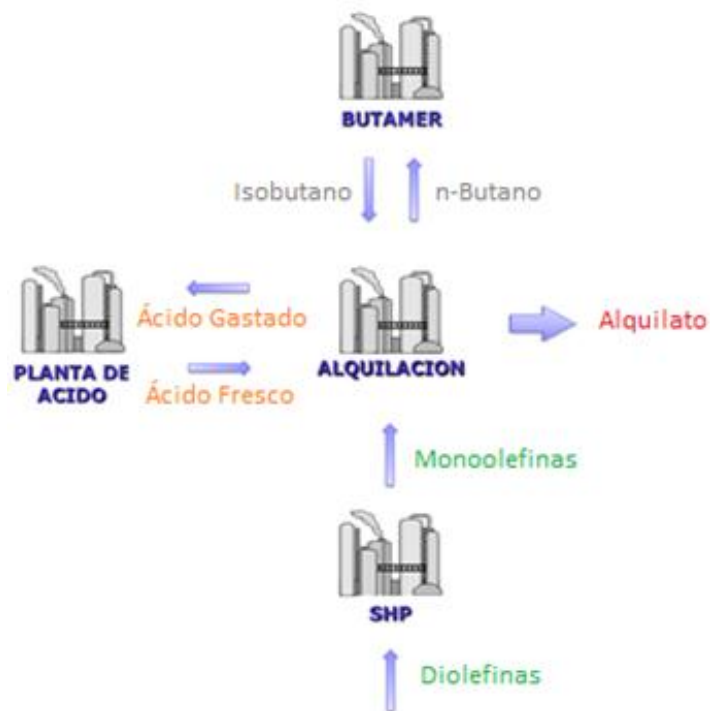 BUTAMER
Isobutano
n-Butano
Ácido Gastado
Alquilato
PLANTA DE
ACIDO
ALQUILACION
Ácido Fresco
Monoolefinas
SHP
Diolefinas